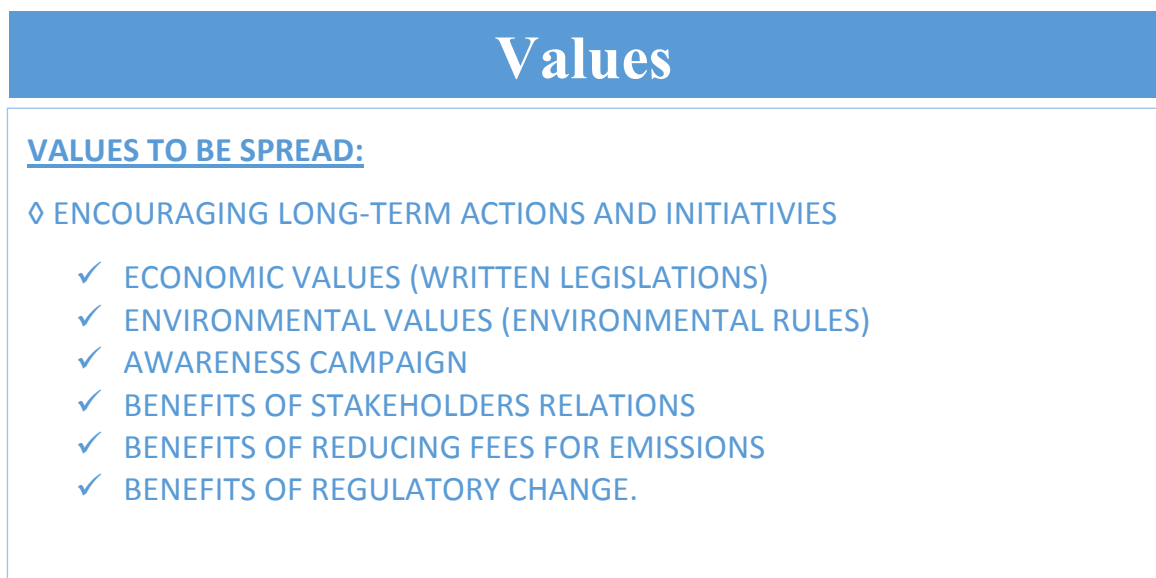 Values
VALUES TO BE SPREAD:
◊ ENCOURAGING LONG-TERM ACTIONS AND INITIATIVIES
✓ ECONOMIC VALUES (WRITTEN LEGISLATIONS)
✓ ENVIRONMENTAL VALUES (ENVIRONMENTAL RULES)
✓ AWARENESS CAMPAIGN
✓ BENEFITS OF STAKEHOLDERS RELATIONS
✓ BENEFITS OF REDUCING FEES FOR EMISSIONS
✓ BENEFITS OF REGULATORY CHANGE.